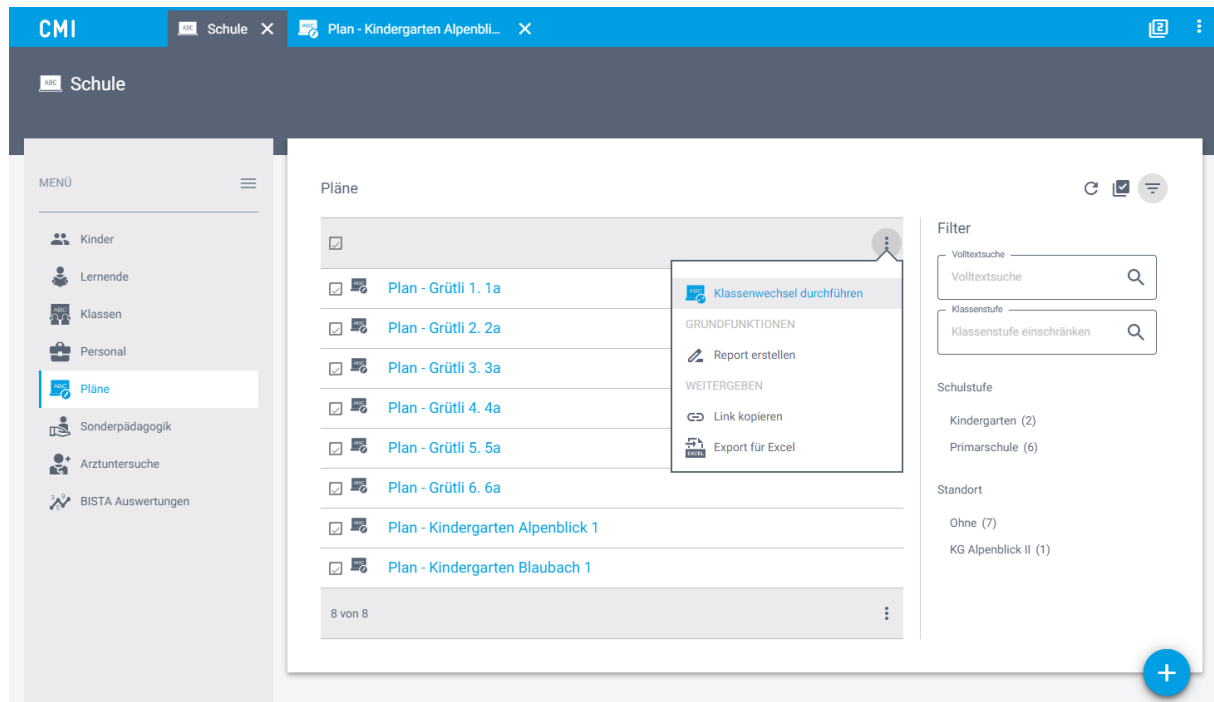 CMI
ABC Schule
Plan - Kindergarten Alpenbli...
ABC Schule
MENÜ
Kinder
Lernende
Klassen
Personal
Pläne
Sonderpädagogik
Arztuntersuche
BISTA Auswertungen
Pläne
Klassenwechsel durchführen
GRUNDFUNKTIONEN
Report erstellen
WEITERGEBEN
Link kopieren
EXCEL Export für Excel
Plan - Grütli 1. 1a
Plan - Grütli 2. 2a
Plan - Grütli 3. 3a
Plan - Grütli 4. 4a
Plan - Grütli 5. 5a
Plan - Grütli 6. 6a
Plan - Kindergarten Alpenblick 1
Plan - Kindergarten Blaubach 1
8 von 8
Filter
Volltextsuche
Volltextsuche
Klassenstufe
Klassenstufe einschränken
Schulstufe
Kindergarten (2)
Primarschule (6)
Standort
Ohne (7)
KG Alpenblick II (1)